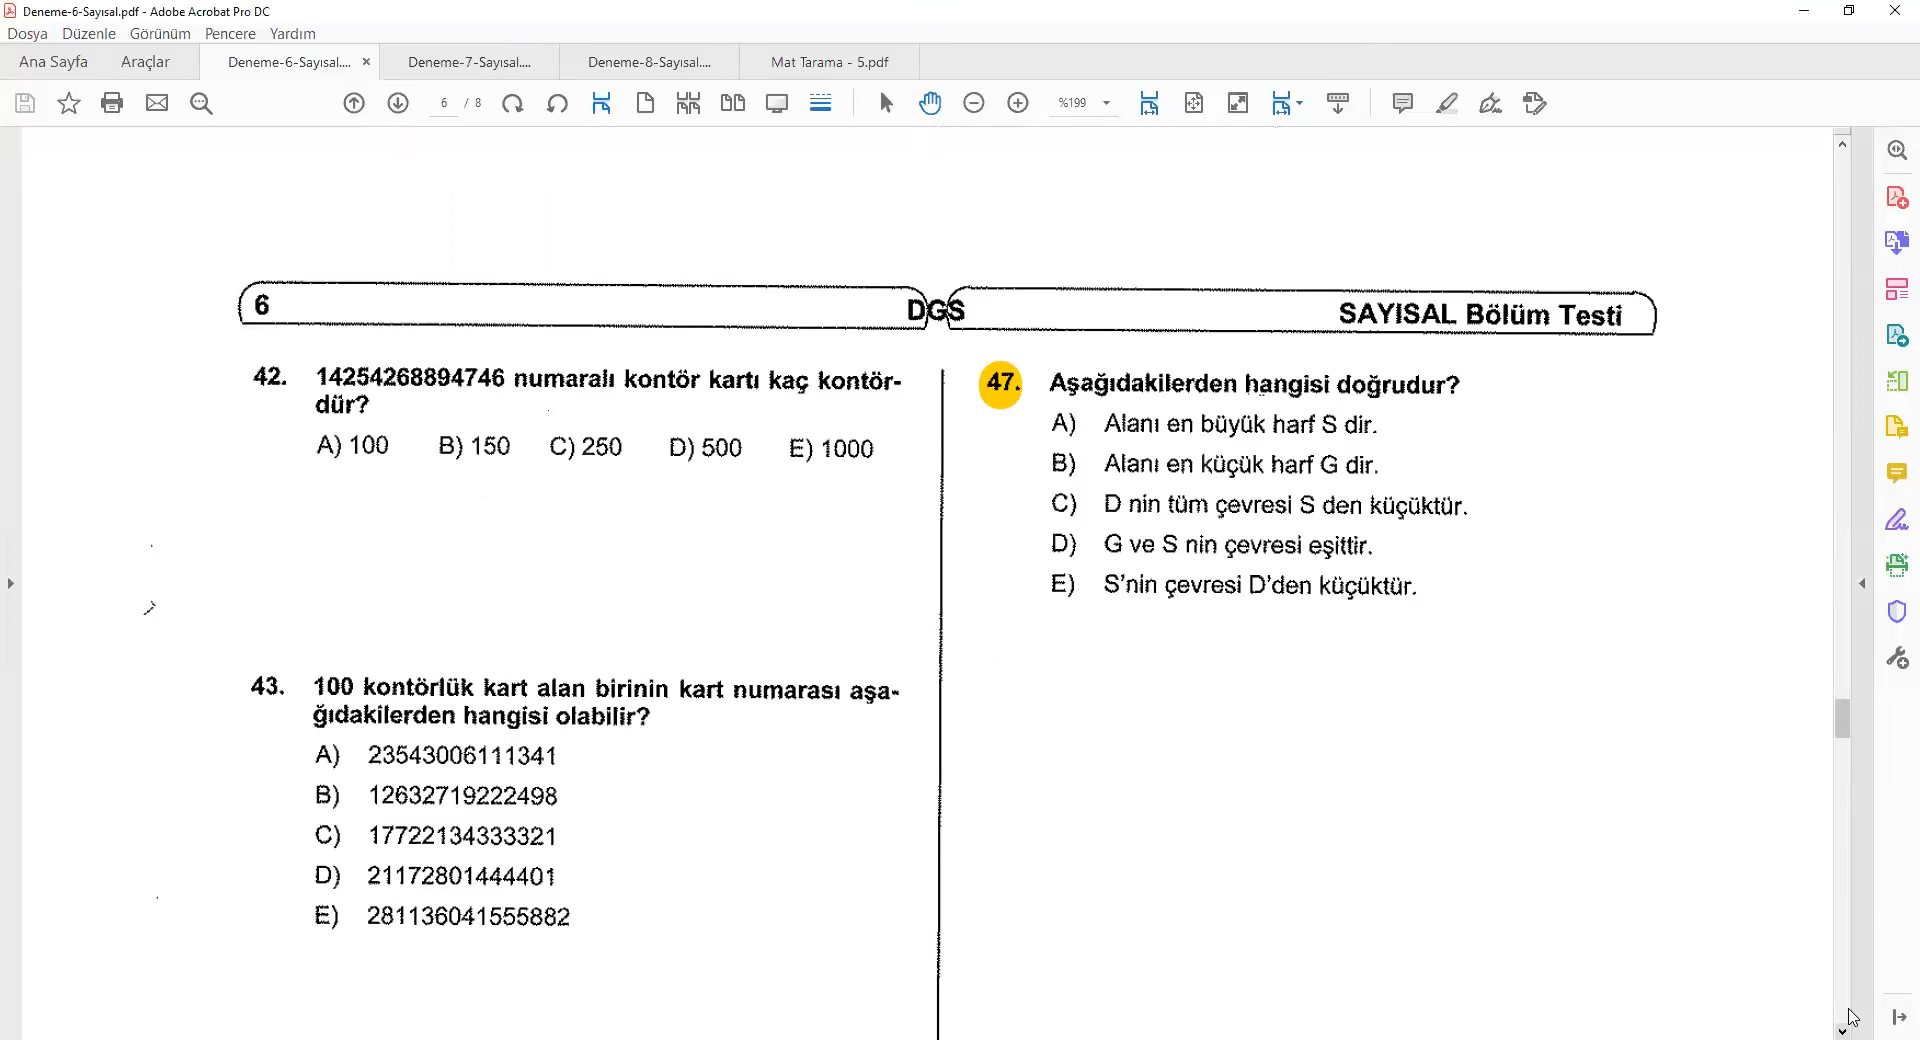 Deneme-6-Sayısal.pdf - Adobe Acrobat Pro DC
Dosya Düzenle Görünüm Pencere Yardım
Ana Sayfa Araçlar Deneme-6-Sayısal.... × Deneme-7-Sayısal.... Deneme-8-Sayısal.... Mat Tarama - 5.pdf
6 / 8 %199
6 DGS SAYISAL Bölüm Testi
42. 14254268894746 numaralı kontör kartı kaç kontör-
dür?
A) 100 B) 150 C) 250 D) 500 E) 1000
43. 100 kontörlük kart alan birinin kart numarası aşa-
ğıdakilerden hangisi olabilir?
A) 23543006111341
B) 12632719222498
C) 17722134333321
D) 21172801444401
E) 281136041555882
47. Aşağıdakilerden hangisi doğrudur?
A) Alanı en büyük harf S dir.
B) Alanı en küçük harf G dir.
C) D nin tüm çevresi S den küçüktür.
D) G ve S nin çevresi eşittir.
E) S'nin çevresi D'den küçüktür.